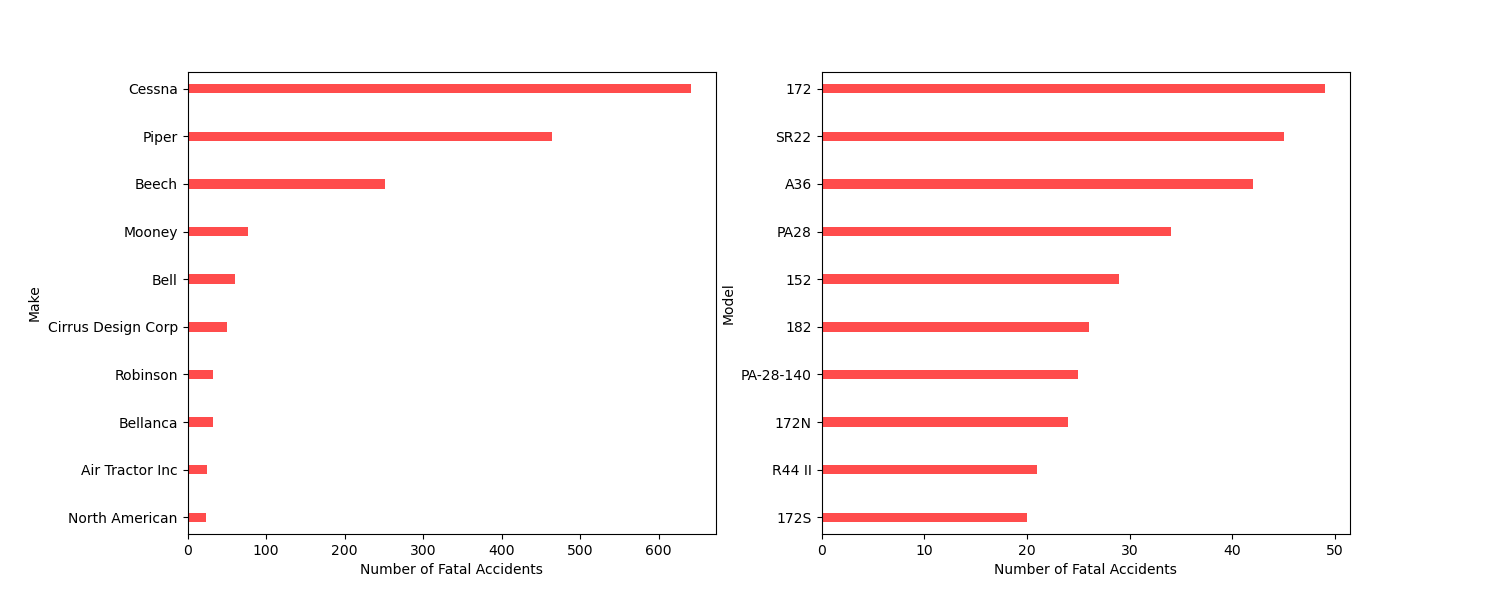 Make
Cessna
Piper
Beech
Mooney
Bell
Cirrus Design Corp
Robinson
Bellanca
Air Tractor Inc
North American
0 100 200 300 400 500 600
Number of Fatal Accidents
Model
172
SR22
A36
PA28
152
182
PA-28-140
172N
R44 II
172S
0 10 20 30 40 50
Number of Fatal Accidents